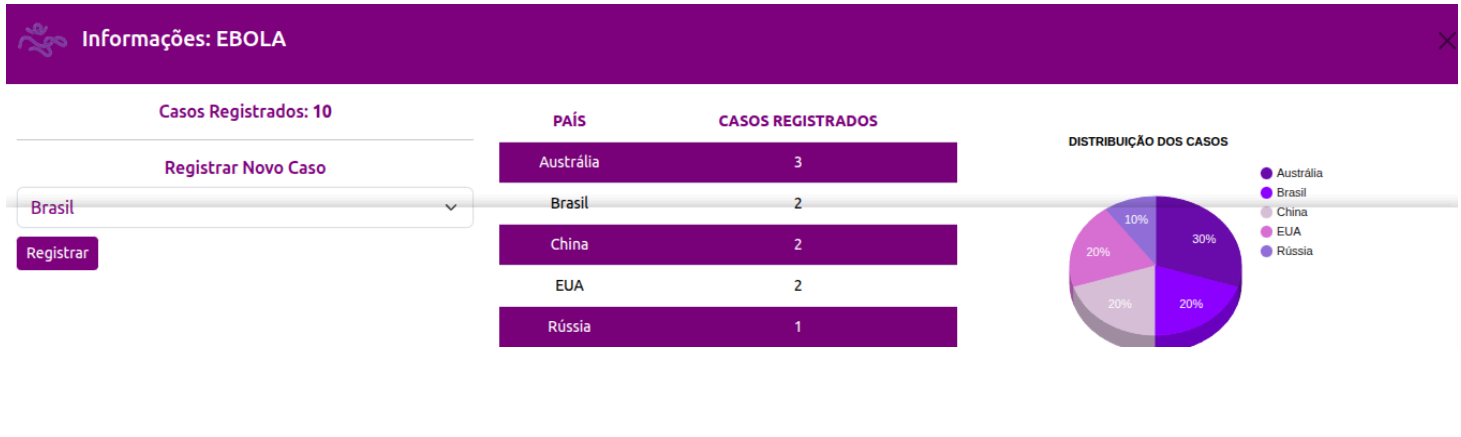 Informações: EBOLA
Casos Registrados: 10
Registrar Novo Caso
Brasil
Registrar
PAÍS CASOS REGISTRADOS
Austrália 3
Brasil 2
China 2
EUA 2
Rússia 1
DISTRIBUIÇÃO DOS CASOS
Austrália
Brasil
China
EUA
Rússia
10%
30%
20%
20%
20%